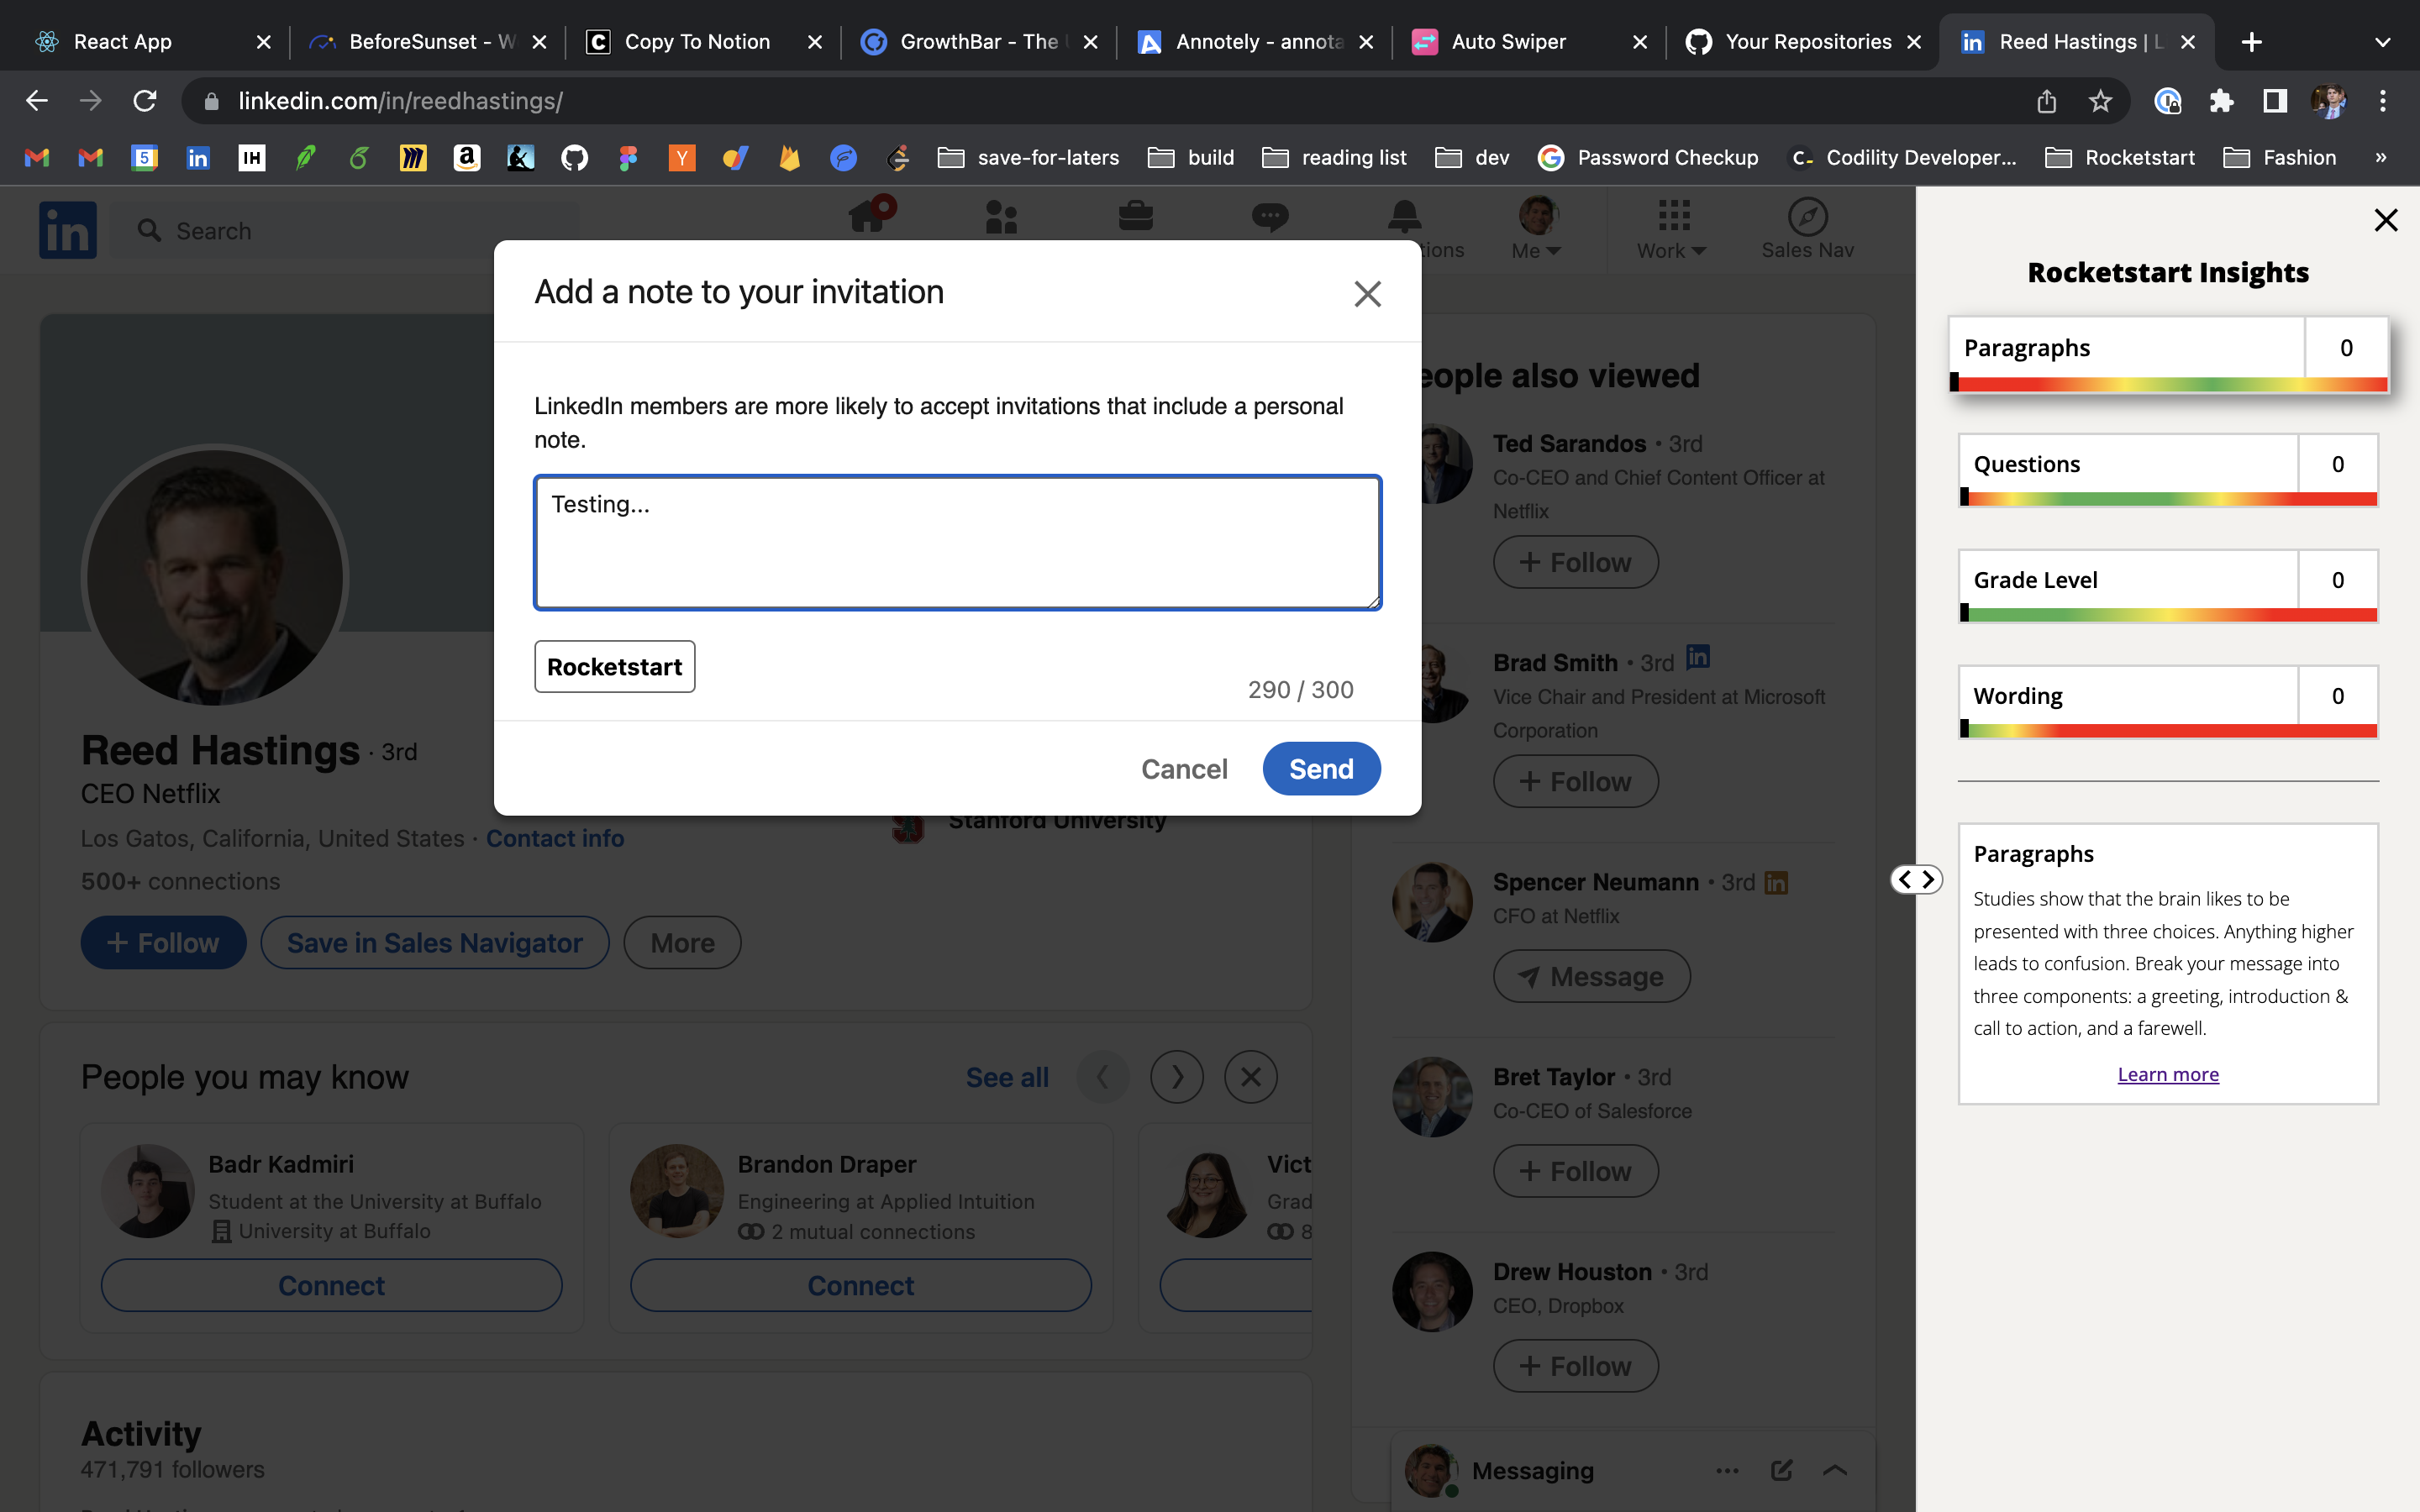 React App
BeforeSunset - W
Copy To Notion
GrowthBar - The
Annotely - annota
Auto Swiper
Your Repositories
Reed Hastings | L
linkedin.com/in/reedhastings/
5
in
IH
a
Y
save-for-laters
build
reading list
dev
Password Checkup
C-
Codility Developer...
Rocketstart
Fashion
»
in
Search
tions
Me
Work
Sales Nav
Add a note to your invitation
LinkedIn members are more likely to accept invitations that include a personal
note.
Testing...
Rocketstart
290 / 300
Cancel
Send
Reed Hastings · 3rd
CEO Netflix
Los Gatos, California, United States · Contact info
500+ connections
Stanford University
+ Follow
Save in Sales Navigator
More
People you may know
See all
Badr Kadmiri
Student at the University at Buffalo
University at Buffalo
Connect
Brandon Draper
Engineering at Applied Intuition
2 mutual connections
Connect
Vict
Grad
8
Activity
471,791 followers
eople also viewed
Ted Sarandos · 3rd
Co-CEO and Chief Content Officer at
Netflix
+ Follow
Brad Smith · 3rd in
Vice Chair and President at Microsoft
Corporation
+ Follow
Spencer Neumann · 3rd in
CFO at Netflix
Message
Bret Taylor · 3rd
Co-CEO of Salesforce
+ Follow
Drew Houston · 3rd
CEO, Dropbox
+ Follow
Messaging
Rocketstart Insights
Paragraphs 0
Questions 0
Grade Level 0
Wording 0
Paragraphs
Studies show that the brain likes to be
presented with three choices. Anything higher
leads to confusion. Break your message into
three components: a greeting, introduction &
call to action, and a farewell.
Learn more